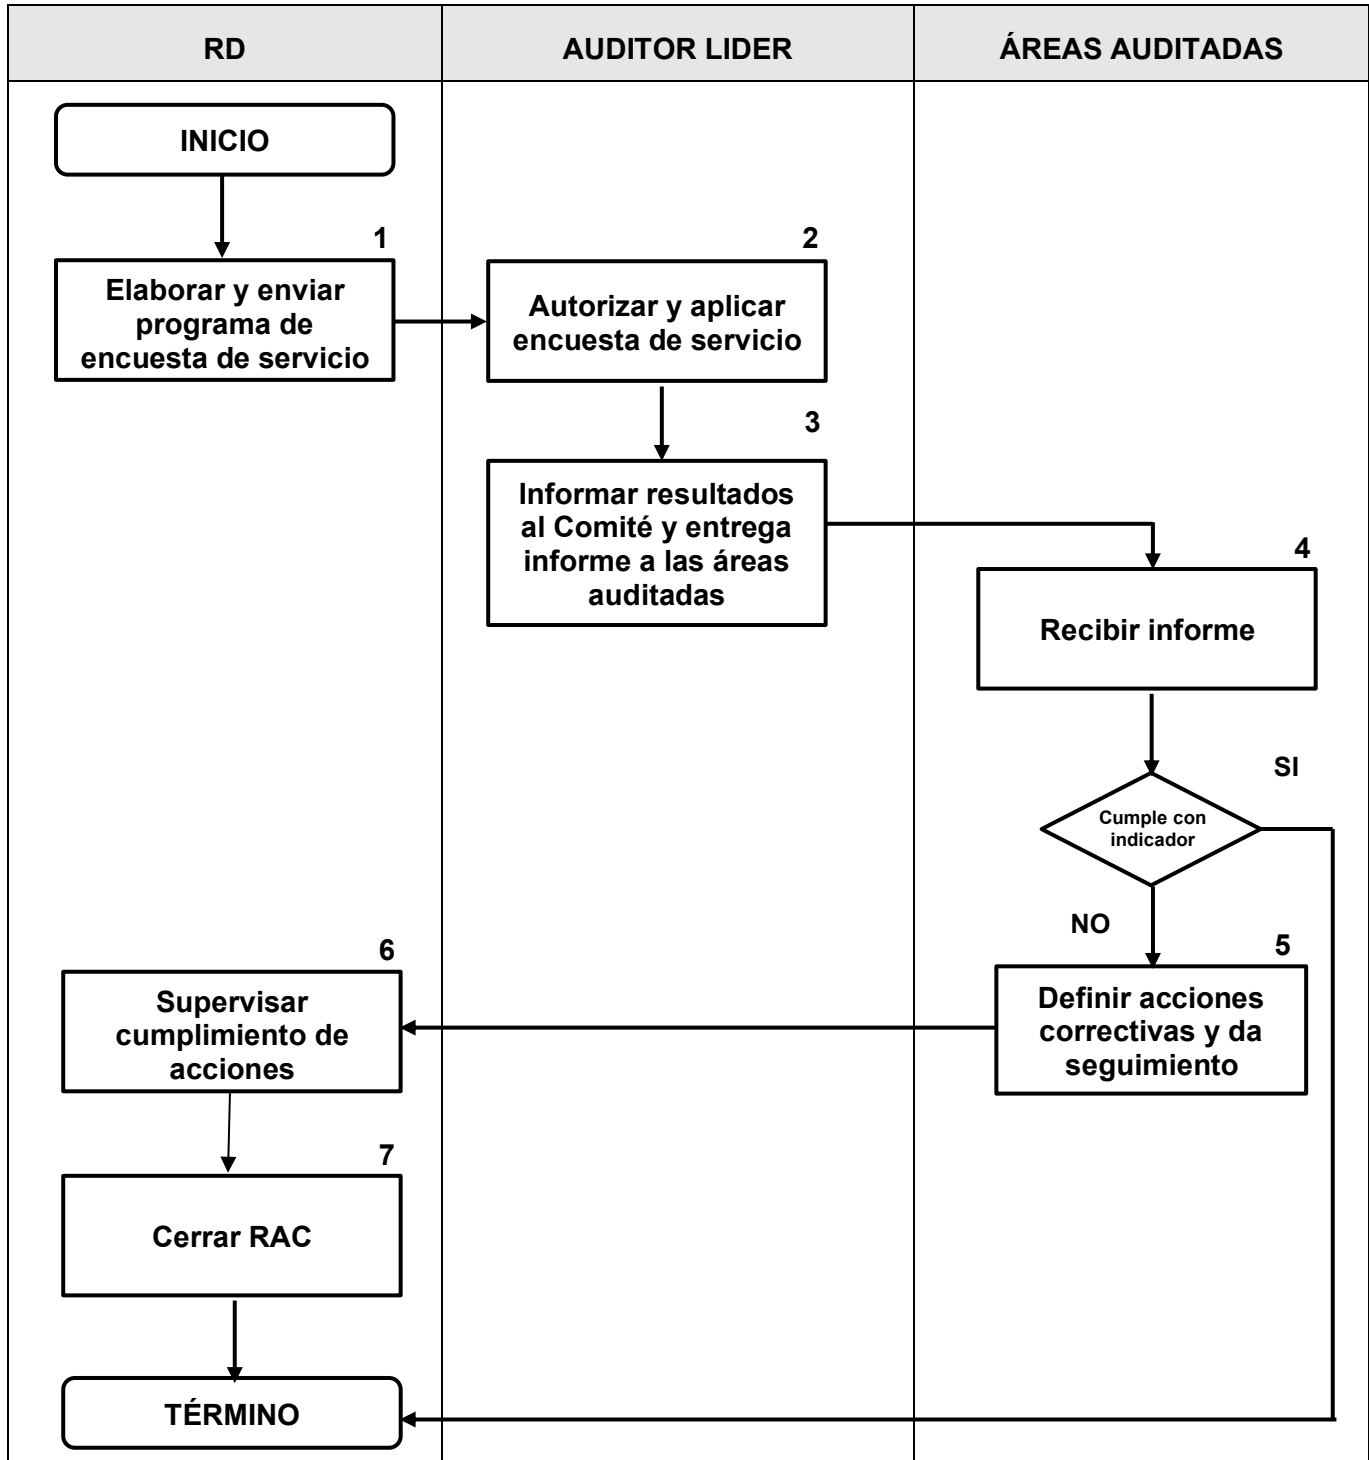 RD
AUDITOR LIDER
ÁREAS AUDITADAS
INICIO
1
Elaborar y enviar
programa de
encuesta de servicio
2
Autorizar y aplicar
encuesta de servicio
3
Informar resultados
al Comité y entrega
informe a las áreas
auditadas
4
Recibir informe
SI
Cumple con
indicador
NO
5
Definir acciones
correctivas y da
seguimiento
6
Supervisar
cumplimiento de
acciones
7
Cerrar RAC
TÉRMINO